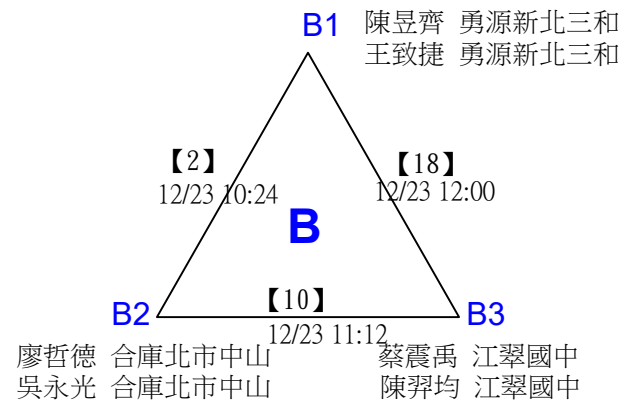 B1
陳昱齊 勇源新北三和
王致捷 勇源新北三和
【2】
12/23 10:24
【18】
12/23 12:00
B
【10】
12/23 11:12
B2
廖哲德 合庫北市中山
吳永光 合庫北市中山
B3
蔡震禹 江翠國中
陳羿均 江翠國中